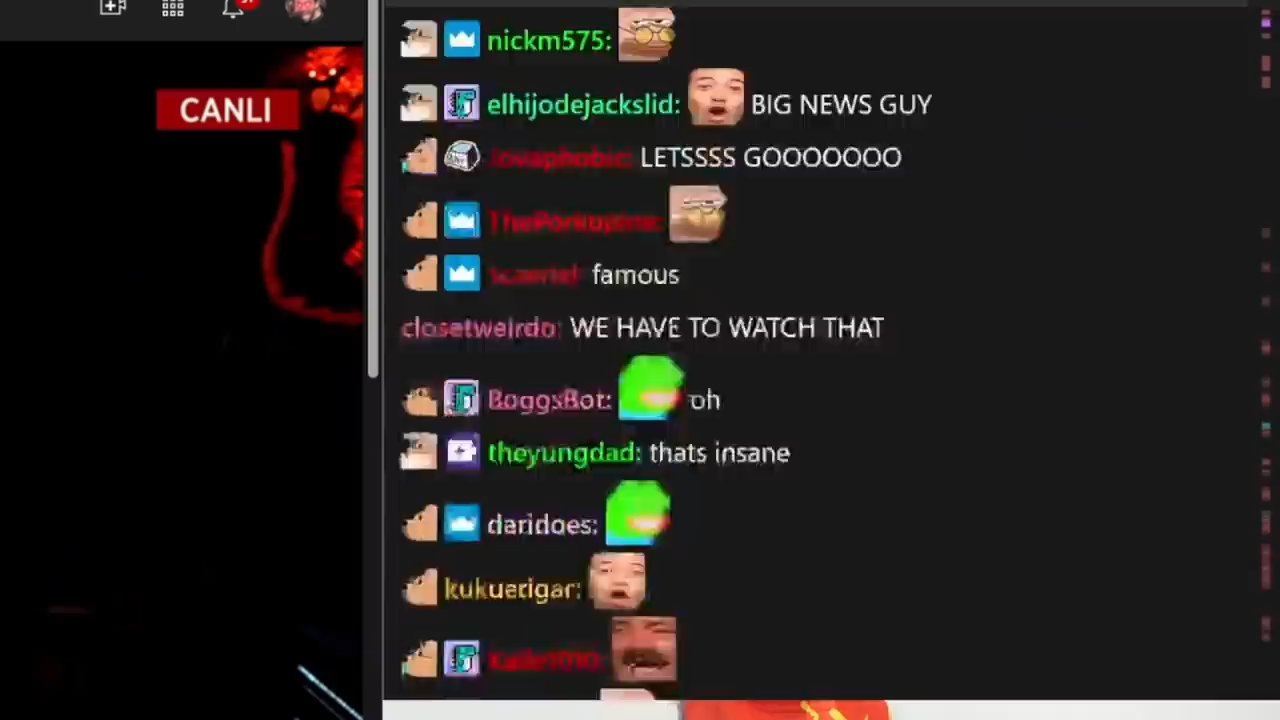 CANLI
nickm575:
elhijodejackslid: BIG NEWS GUY
LETSSSS GOOOOOOO
ThePorkupine:
famous
closetweirdo: WE HAVE TO WATCH THAT
BoggsBot: oh
theyungdad: thats insane
daridoes: